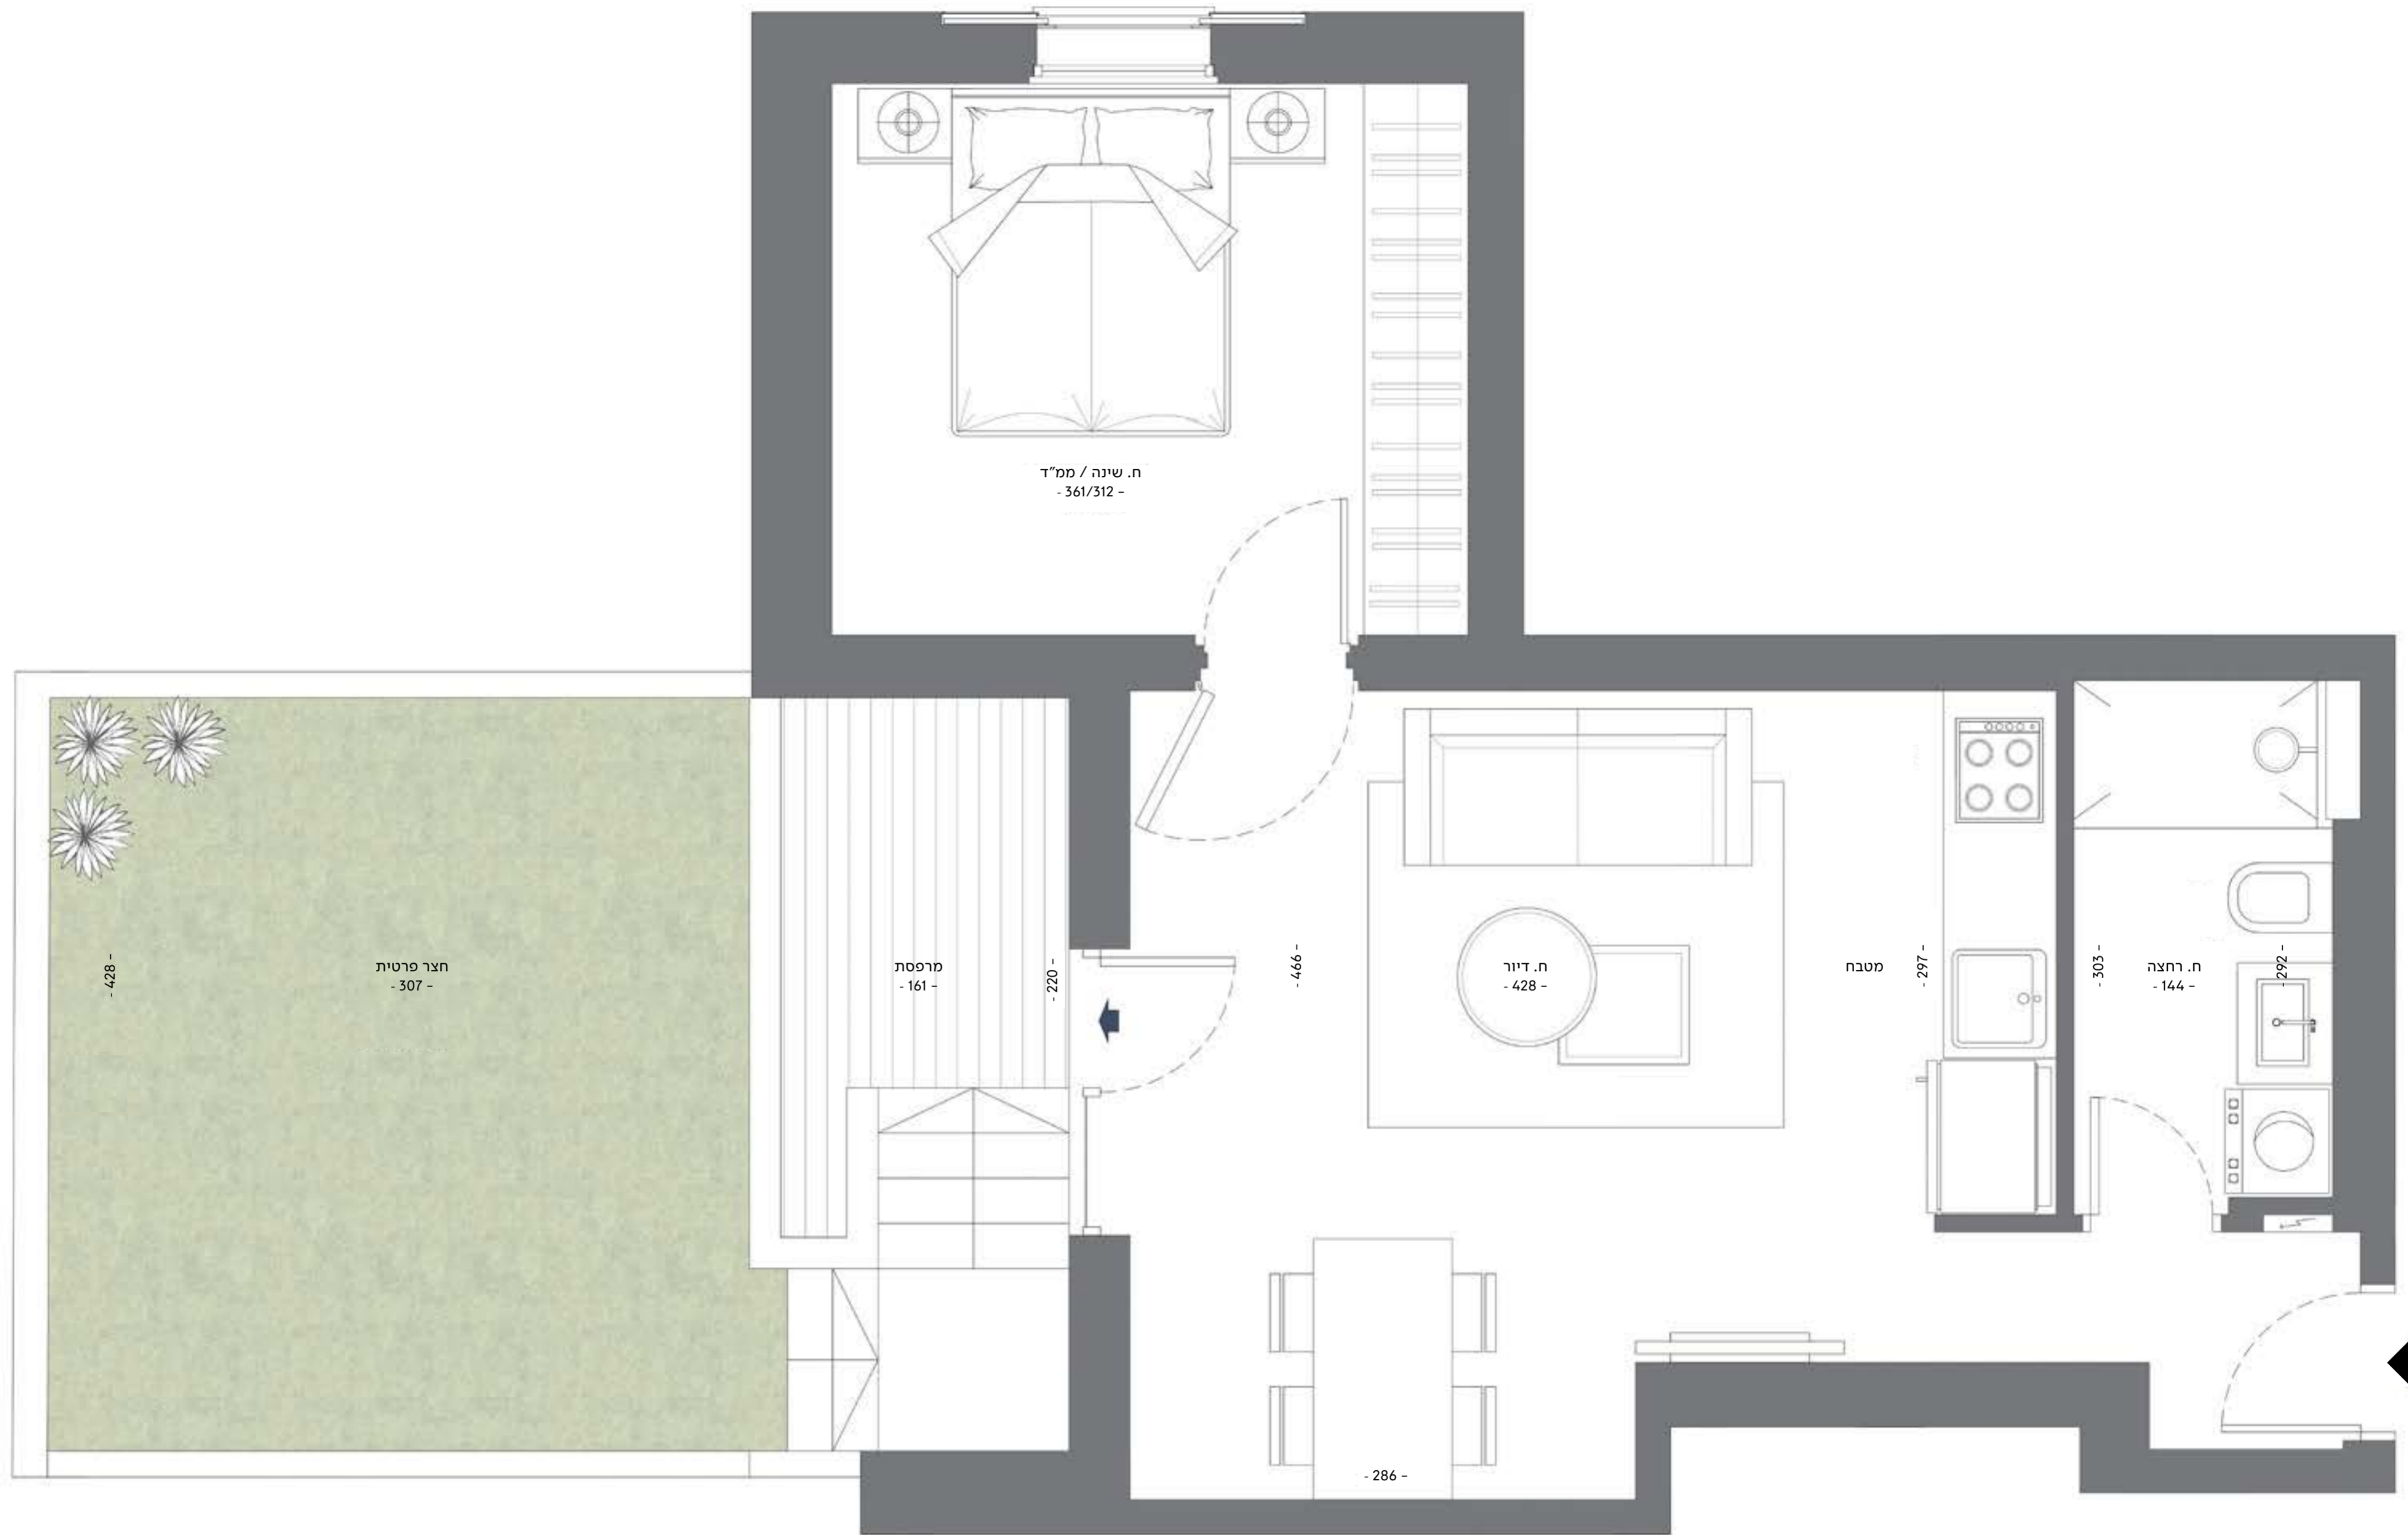 ח. שינה / ממ"ד
- 361/312 -
- 428 -
חצר פרטית
- 307 -
מרפסת
- 161 -
- 220 -
- 466 -
ח. דיור
- 428 -
מטבח
- 297 -
- 303 -
ח. רחצה
- 144 -
- 292 -
- 286 -